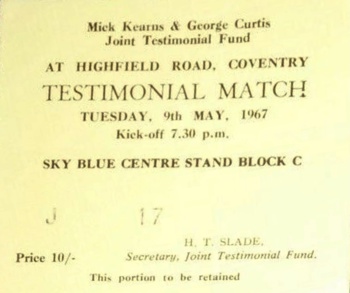 Mick Kearns & George Curtis
Joint Testimonial Fund
AT HIGHFIELD ROAD, COVENTRY
TESTIMONIAL MATCH
TUESDAY, 9th MAY, 1967
Kick-off 7.30 p.m.
SKY BLUE CENTRE STAND BLOCK C
J 17
H. T. SLADE,
Price 10/- Secretary, Joint Testimonial Fund.
This portion to be retained